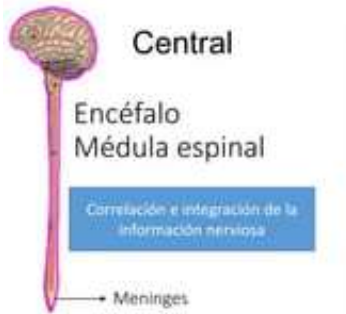 Central
Encéfalo
Médula espinal
Correlación e integración de la
información nerviosa
Meninges